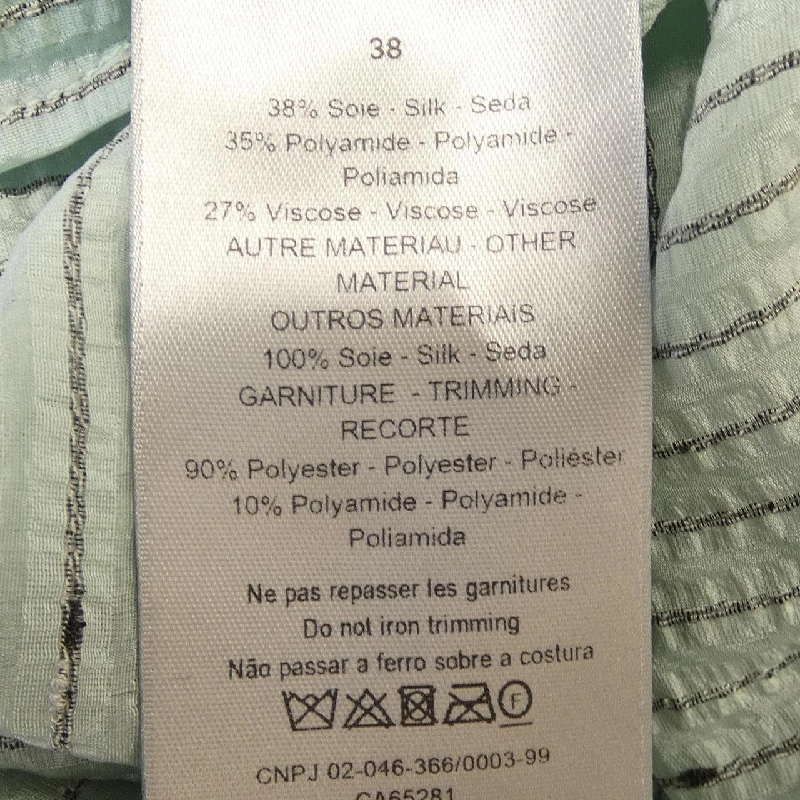 38
38% Soie - Silk - Seda
35% Polyamide - Polyamide -
Poliamida
27% Viscose - Viscose - Viscose
AUTRE MATERIAU - OTHER
MATERIAL
OUTROS MATERIAIS
100% Soie - Silk - Seda
GARNITURE - TRIMMING -
RECORTE
90% Polyester - Polyester - Poliéster
10% Polyamide - Polyamide -
Poliamida
Ne pas repasser les garnitures
Do not iron trimming
Não passar a ferro sobre a costura
F
CNPJ 02-046-366/0003-99
CA65281